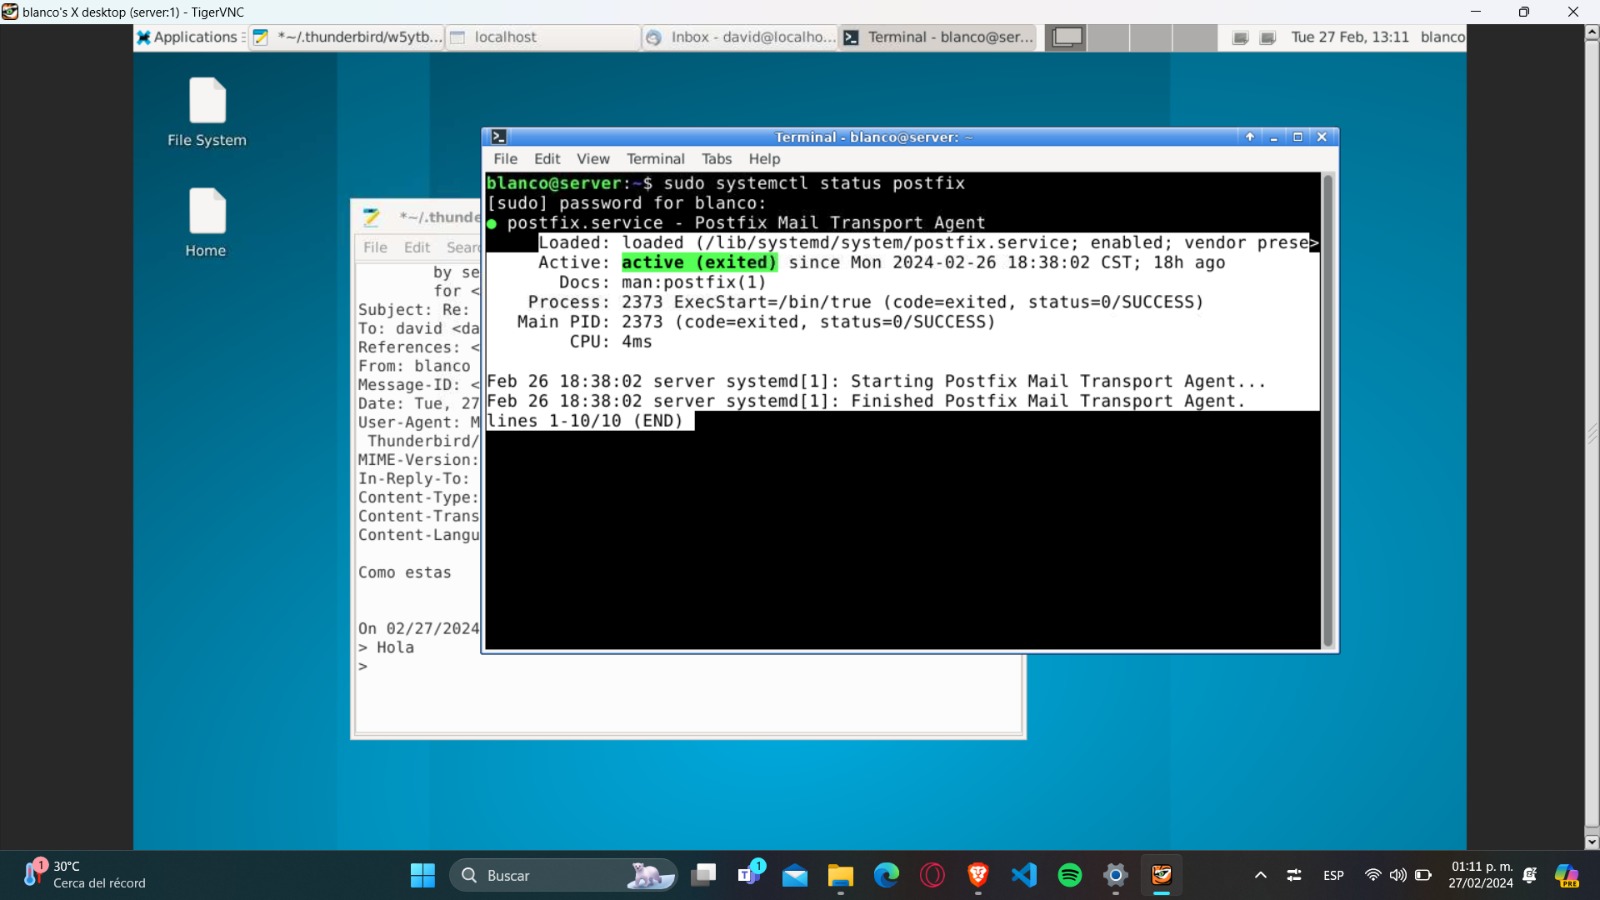 blanco's X desktop (server:1) - TigerVNC
Applications
*~/.thunderbird/w5ytb...
localhost
Inbox - david@localho...
Terminal - blanco@ser...
Tue 27 Feb, 13:11
blanco
File System
Home
*~/.thunde
File Edit Sear
by se
for <
Subject: Re:
To: david <da
References: <
From: blanco
Message-ID: <
Date: Tue, 27
User-Agent: M
Thunderbird/
MIME-Version:
In-Reply-To:
Content-Type:
Content-Trans
Content-Langu
Como estas
On 02/27/2024
> Hola
>
Terminal - blanco@server: ~
File Edit View Terminal Tabs Help
blanco@server:~$ sudo systemctl status postfix
[sudo] password for blanco:
● postfix.service - Postfix Mail Transport Agent
Loaded: loaded (/lib/systemd/system/postfix.service; enabled; vendor prese>
Active: active (exited) since Mon 2024-02-26 18:38:02 CST; 18h ago
Docs: man:postfix(1)
Process: 2373 ExecStart=/bin/true (code=exited, status=0/SUCCESS)
Main PID: 2373 (code=exited, status=0/SUCCESS)
CPU: 4ms
Feb 26 18:38:02 server systemd[1]: Starting Postfix Mail Transport Agent...
Feb 26 18:38:02 server systemd[1]: Finished Postfix Mail Transport Agent.
lines 1-10/10 (END)
1
30°C
Cerca del récord
Buscar
1
ESP
01:11 p. m.
27/02/2024
PRE